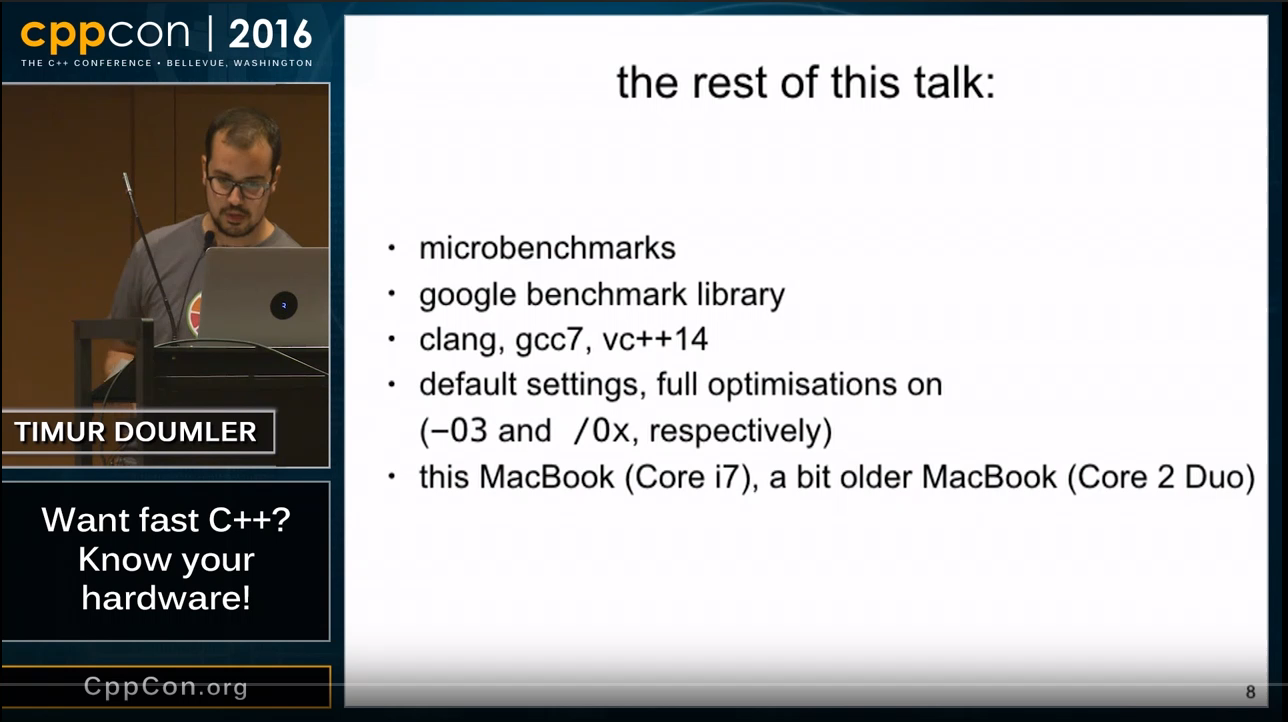 cppcon | 2016
THE C++ CONFERENCE • BELLEVUE, WASHINGTON
TIMUR DOUMLER
Want fast C++?
Know your
hardware!
CppCon.org
the rest of this talk:
• microbenchmarks
• google benchmark library
• clang, gcc7, vc++14
• default settings, full optimisations on
(-O3 and /Ox, respectively)
• this MacBook (Core i7), a bit older MacBook (Core 2 Duo)
8